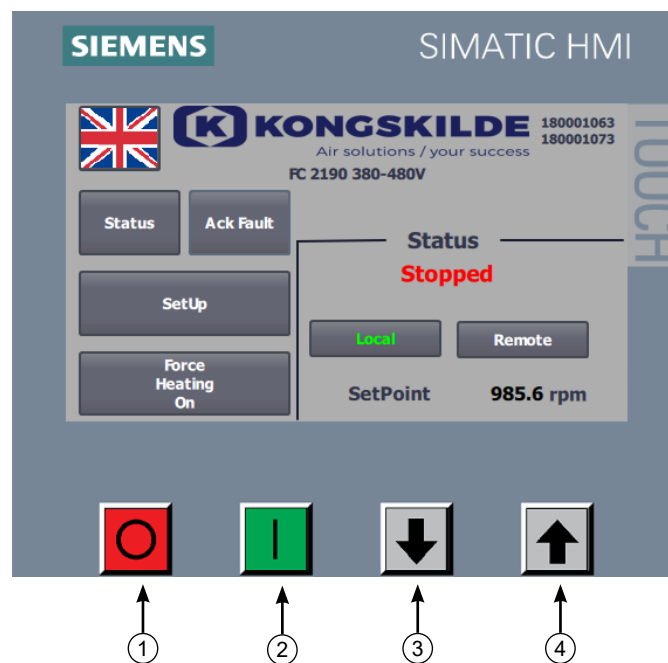 SIEMENS
SIMATIC HMI
TOUCH
K KONGSKILDE
Air solutions / your success
180001063
180001073
FC 2190 380-480V
Status
Ack Fault
SetUp
Force
Heating
On
Status
Stopped
Local
Remote
SetPoint 985.6 rpm
1 2 3 4